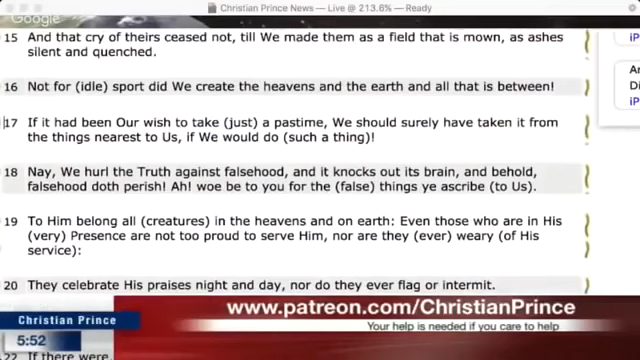 Christian Prince News — Live @ 213.6% — Ready
Google
15 And that cry of theirs ceased not, till We made them as a field that is mown, as ashes
silent and quenched.
16 Not for (idle) sport did We create the heavens and the earth and all that is between!
17 If it had been Our wish to take (just) a pastime, We should surely have taken it from
the things nearest to Us, if We would do (such a thing)!
18 Nay, We hurl the Truth against falsehood, and it knocks out its brain, and behold,
falsehood doth perish! Ah! woe be to you for the (false) things ye ascribe (to Us).
19 To Him belong all (creatures) in the heavens and on earth: Even those who are in His
(very) Presence are not too proud to serve Him, nor are they (ever) weary (of His
service):
20 They celebrate His praises night and day, nor do they ever flag or intermit.
iP
Ar
Di
iP
www.patreon.com/ChristianPrince
Your help is needed if you care to help
Christian Prince
5:52
22 If there were